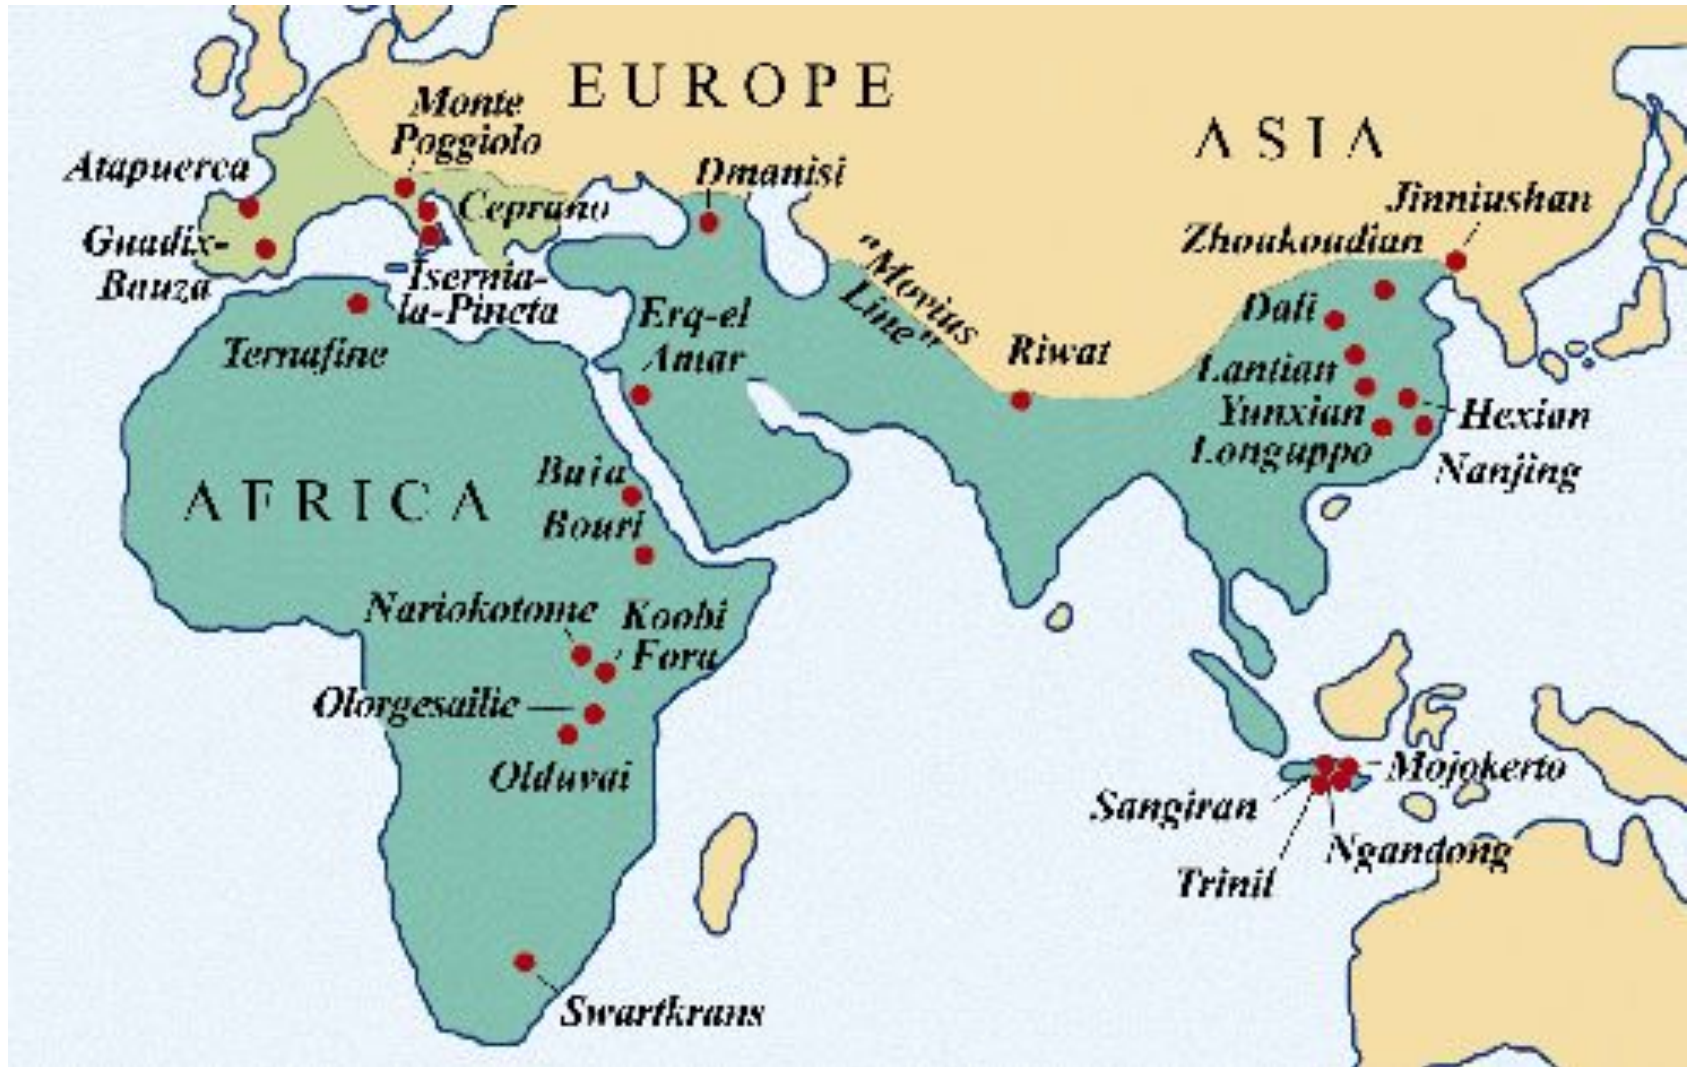 EUROPE
Monte
Poggiolo
ASIA
Atapuerca
Dmanisi
Jinniushan
Ceprano
Zhoukoudian
Guadix-
Bauza
"Movius
Line"
Isernia-
la-Pineta
Erq-el
Amar
Dali
Ternafine
Riwat
Lantian
Yunxian
Hexian
Longuppo
Nanjing
AFRICA
Buia
Bouri
Nariokotome
Koobi
Fora
Olorgesailie
Olduvai
Mojokerto
Sangiran
Ngandong
Trinil
Swartkrans